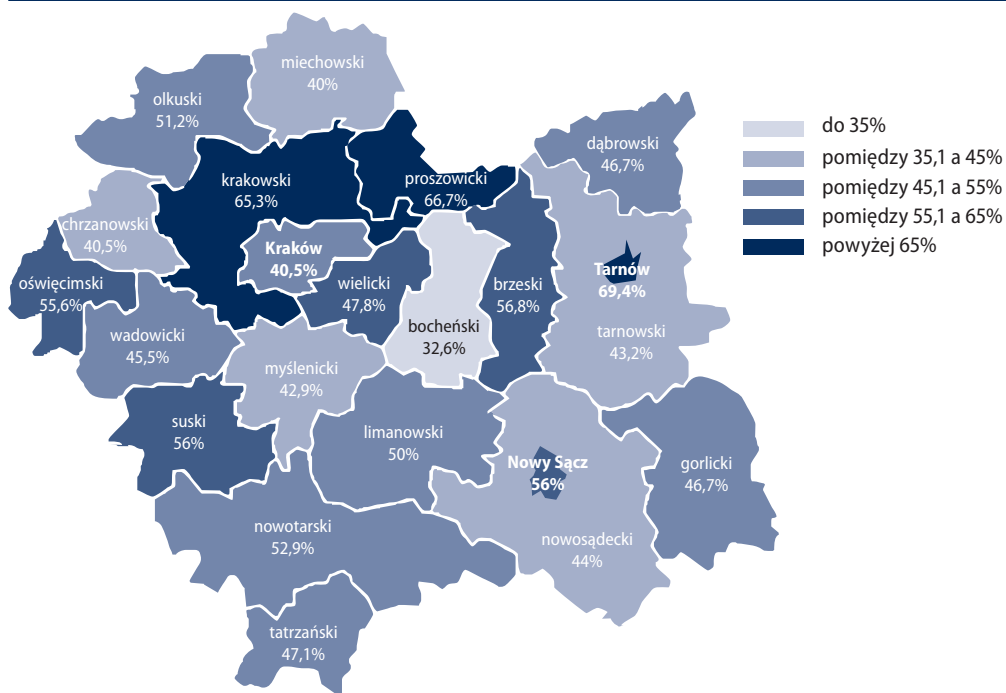 miechowski
40%
olkuski
51,2%
do 35%
dąbrowski
46,7%
pomiędzy 35,1 a 45%
krakowski
65,3%
proszowicki
66,7%
pomiędzy 45,1 a 55%
pomiędzy 55,1 a 65%
powyżej 65%
chrzanowski
40,5%
Kraków
40,5%
Tarnów
69,4%
oświęcimski
55,6%
wielicki
47,8%
brzeski
56,8%
wadowicki
45,5%
bocheński
32,6%
tarnowski
43,2%
myślenicki
42,9%
suski
56%
limanowski
50%
Nowy Sącz
56%
gorlicki
46,7%
nowotarski
52,9%
nowosądecki
44%
tatrzański
47,1%